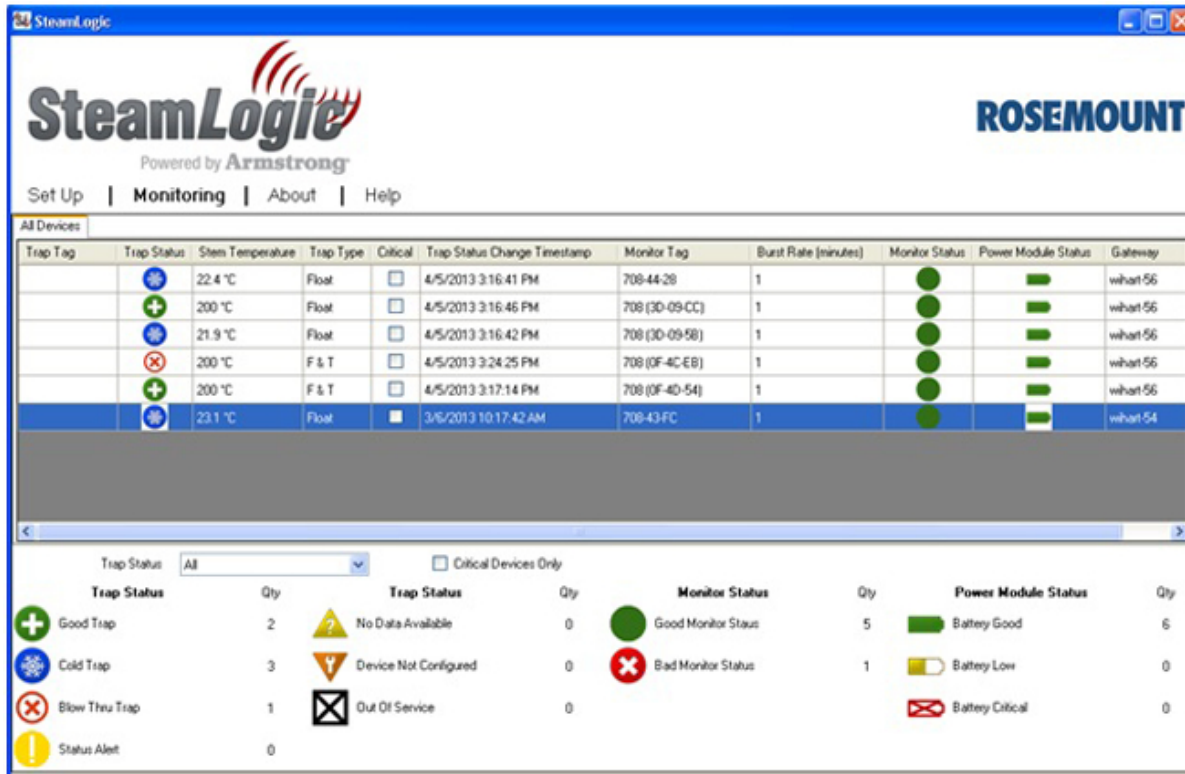 SteamLogic
SteamLogic
Powered by Armstrong
ROSEMOUNT
Set Up | Monitoring | About | Help
All Devices
Trap Tag Trap Status Stem Temperature Trap Type Critical Trap Status Change Timestamp Monitor Tag Burst Rate (minutes) Monitor Status Power Module Status Gateway
22.4 °C Float 4/5/2013 3:16:41 PM 708-44-28 1 wihart-56
200 °C Float 4/5/2013 3:16:46 PM 708 (3D-09-CC) 1 wihart-56
21.9 °C Float 4/5/2013 3:16:42 PM 708 (3D-09-5B) 1 wihart-56
200 °C F & T 4/5/2013 3:24:25 PM 708 (0F-4C-EB) 1 wihart-56
200 °C F & T 4/5/2013 3:17:14 PM 708 (0F-4D-54) 1 wihart-56
23.1 °C Float 3/6/2013 10:17:42 AM 708-43-FC 1 wihart-54
Trap Status All Critical Devices Only
Trap Status Qty Trap Status Qty Monitor Status Qty Power Module Status Qty
Good Trap 2 No Data Available 0 Good Monitor Staus 5 Battery Good 6
Cold Trap 3 Device Not Configured 0 Bad Monitor Status 1 Battery Low 0
Blow Thru Trap 1 Out Of Service 0 Battery Critical 0
Status Alert 0